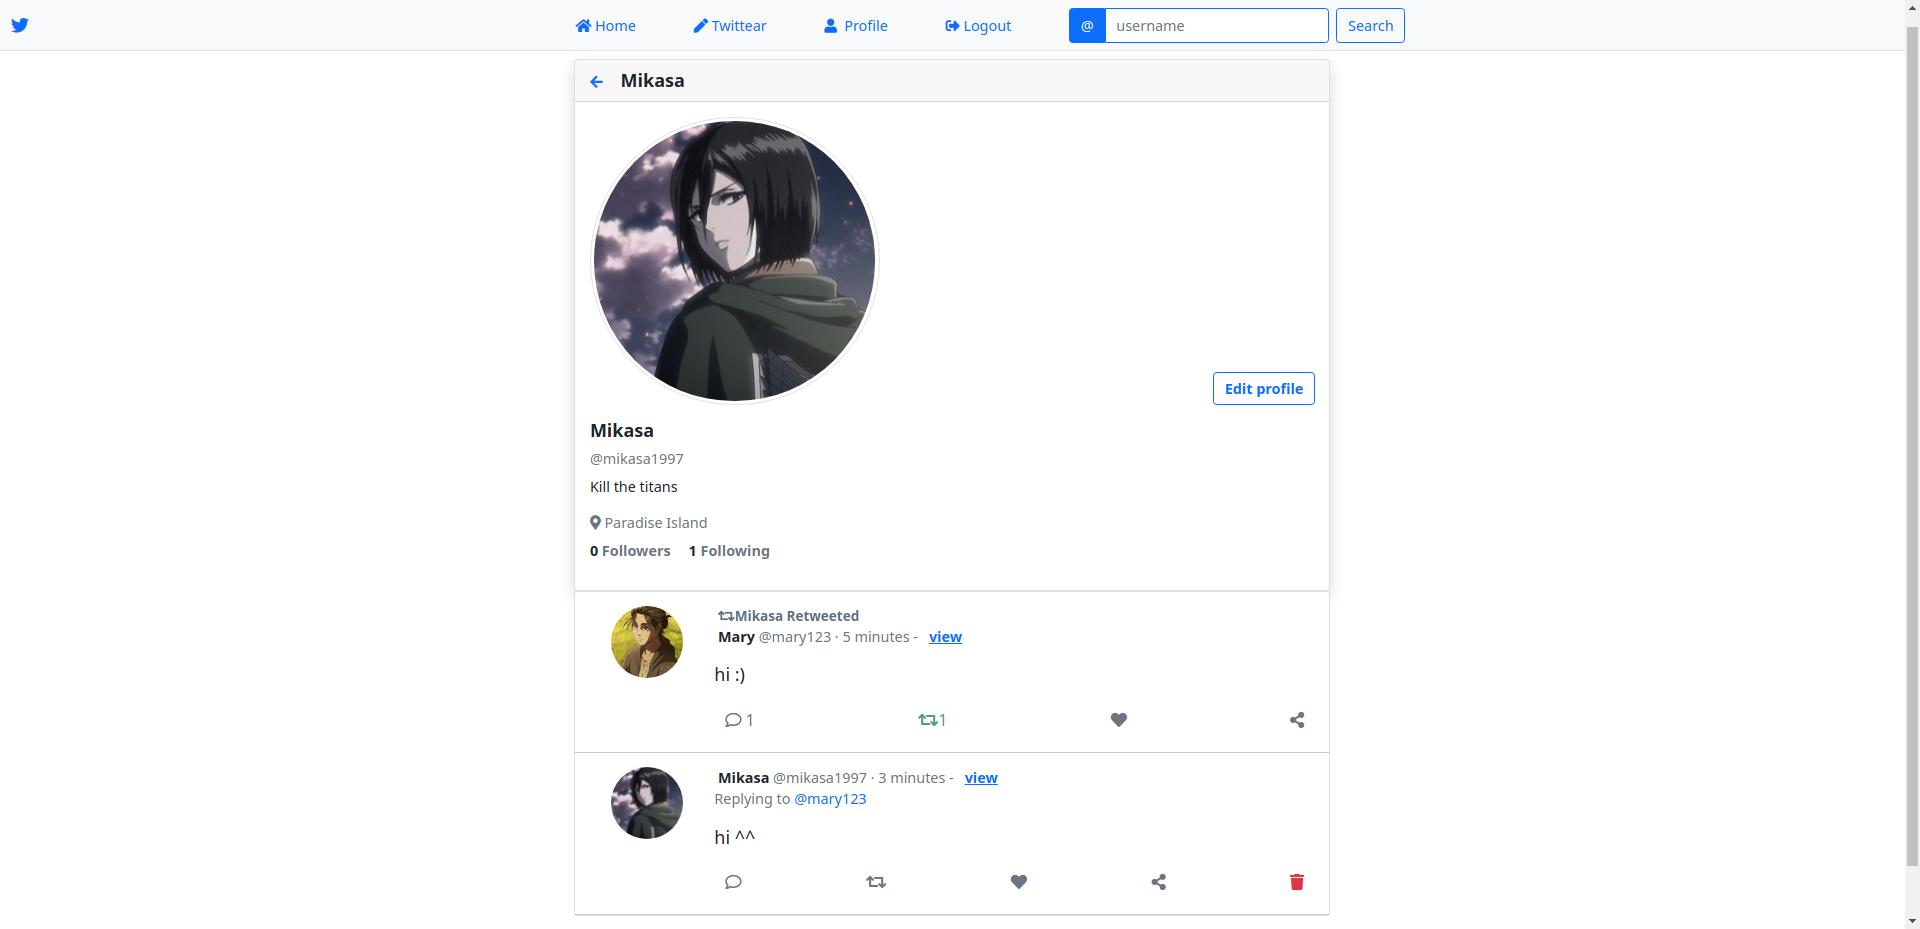 Home Twittear Profile Logout @ username Search
Mikasa
Edit profile
Mikasa
@mikasa1997
Kill the titans
Paradise Island
0 Followers 1 Following
Mikasa Retweeted
Mary @mary123 · 5 minutes - view
hi :)
1 1
Mikasa @mikasa1997 · 3 minutes - view
Replying to @mary123
hi ^^